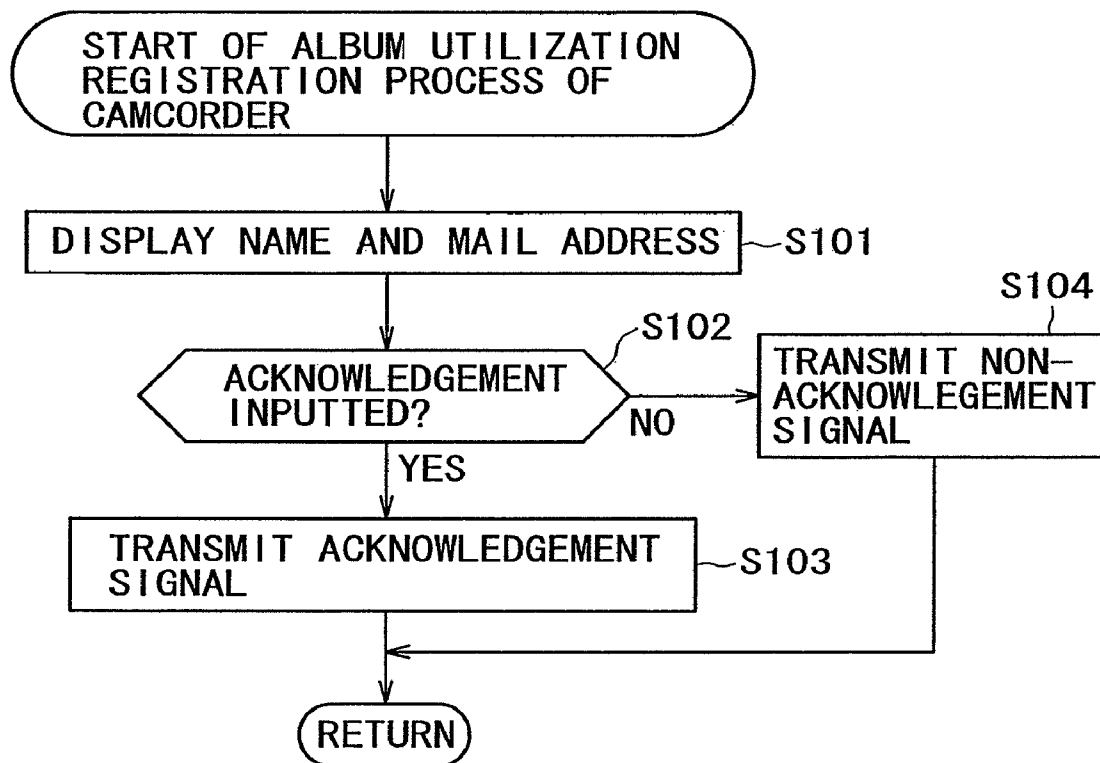 START OF ALBUM UTILIZATION
REGISTRATION PROCESS OF
CAMCORDER
DISPLAY NAME AND MAIL ADDRESS
S101
S102
ACKNOWLEDGEMENT
INPUTTED?
NO
YES
S104
TRANSMIT NON-
ACKNOWLEGEMENT
SIGNAL
TRANSMIT ACKNOWLEDGEMENT
SIGNAL
S103
RETURN